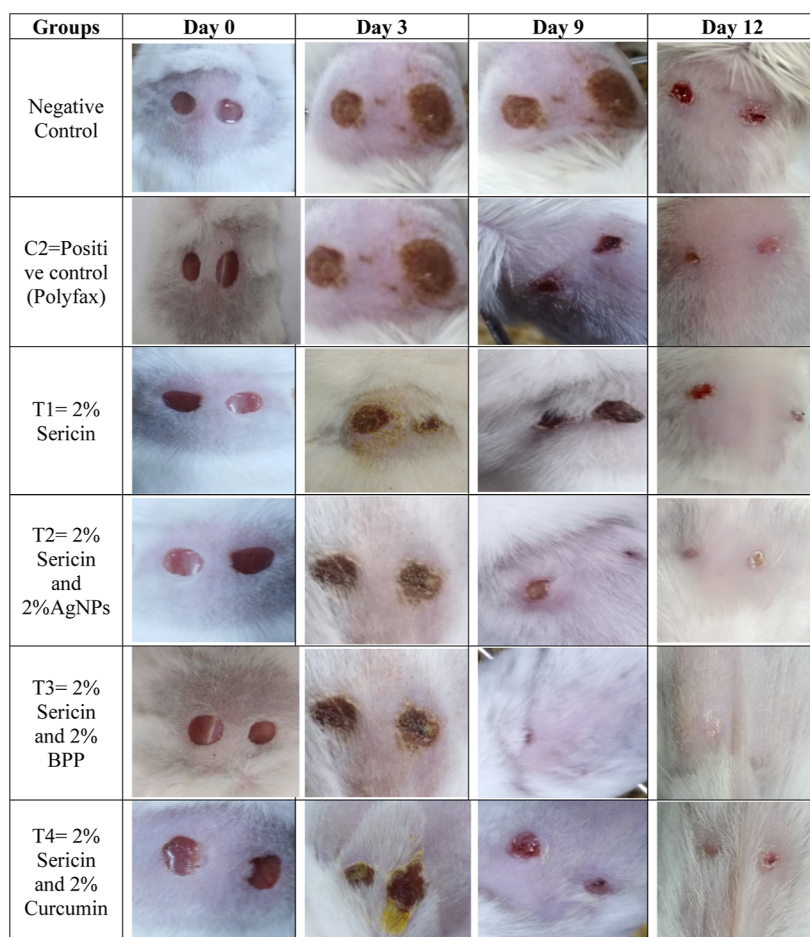 Groups Day 0 Day 3 Day 9 Day 12
Negative
Control
C2=Positi
ve control
(Polyfax)
T1= 2%
Sericin
T2= 2%
Sericin
and
2%AgNPs
T3= 2%
Sericin
and 2%
BPP
T4= 2%
Sericin
and 2%
Curcumin